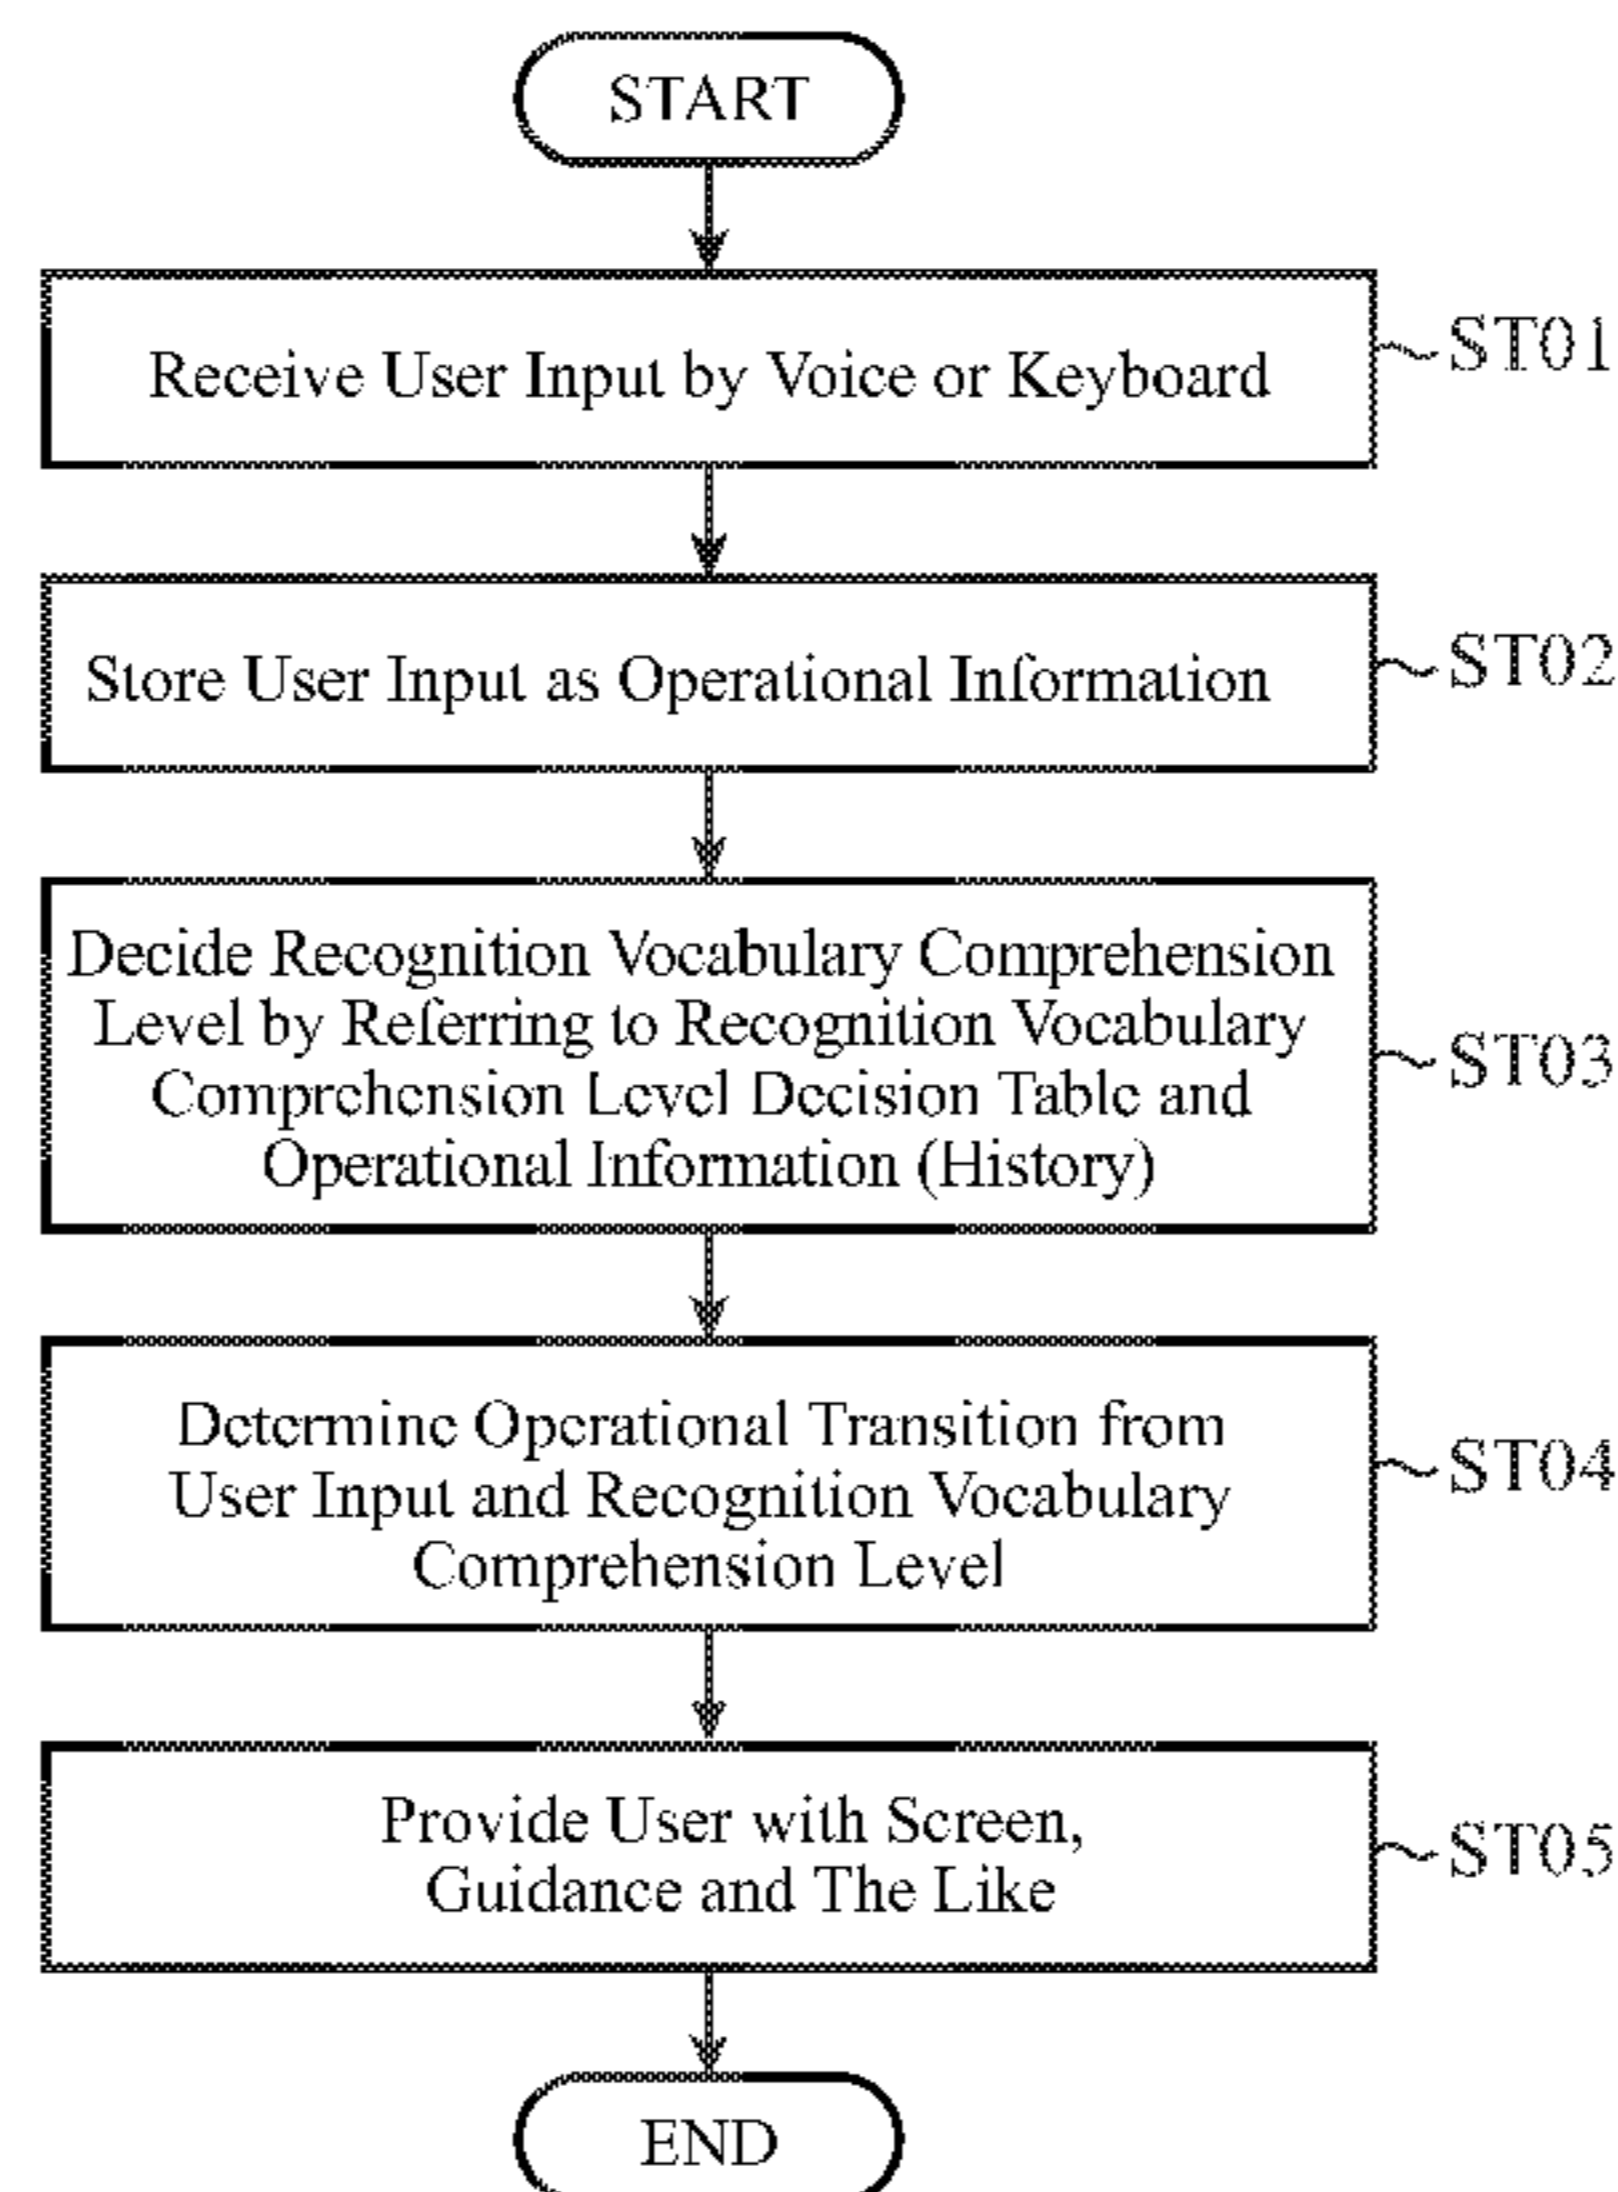 START
Receive User Input by Voice or Keyboard
ST01
Store User Input as Operational Information
ST02
Decide Recognition Vocabulary Comprehension
Level by Referring to Recognition Vocabulary
Comprehension Level Decision Table and
Operational Information (History)
ST03
Determine Operational Transition from
User Input and Recognition Vocabulary
Comprehension Level
ST04
Provide User with Screen,
Guidance and The Like
ST05
END